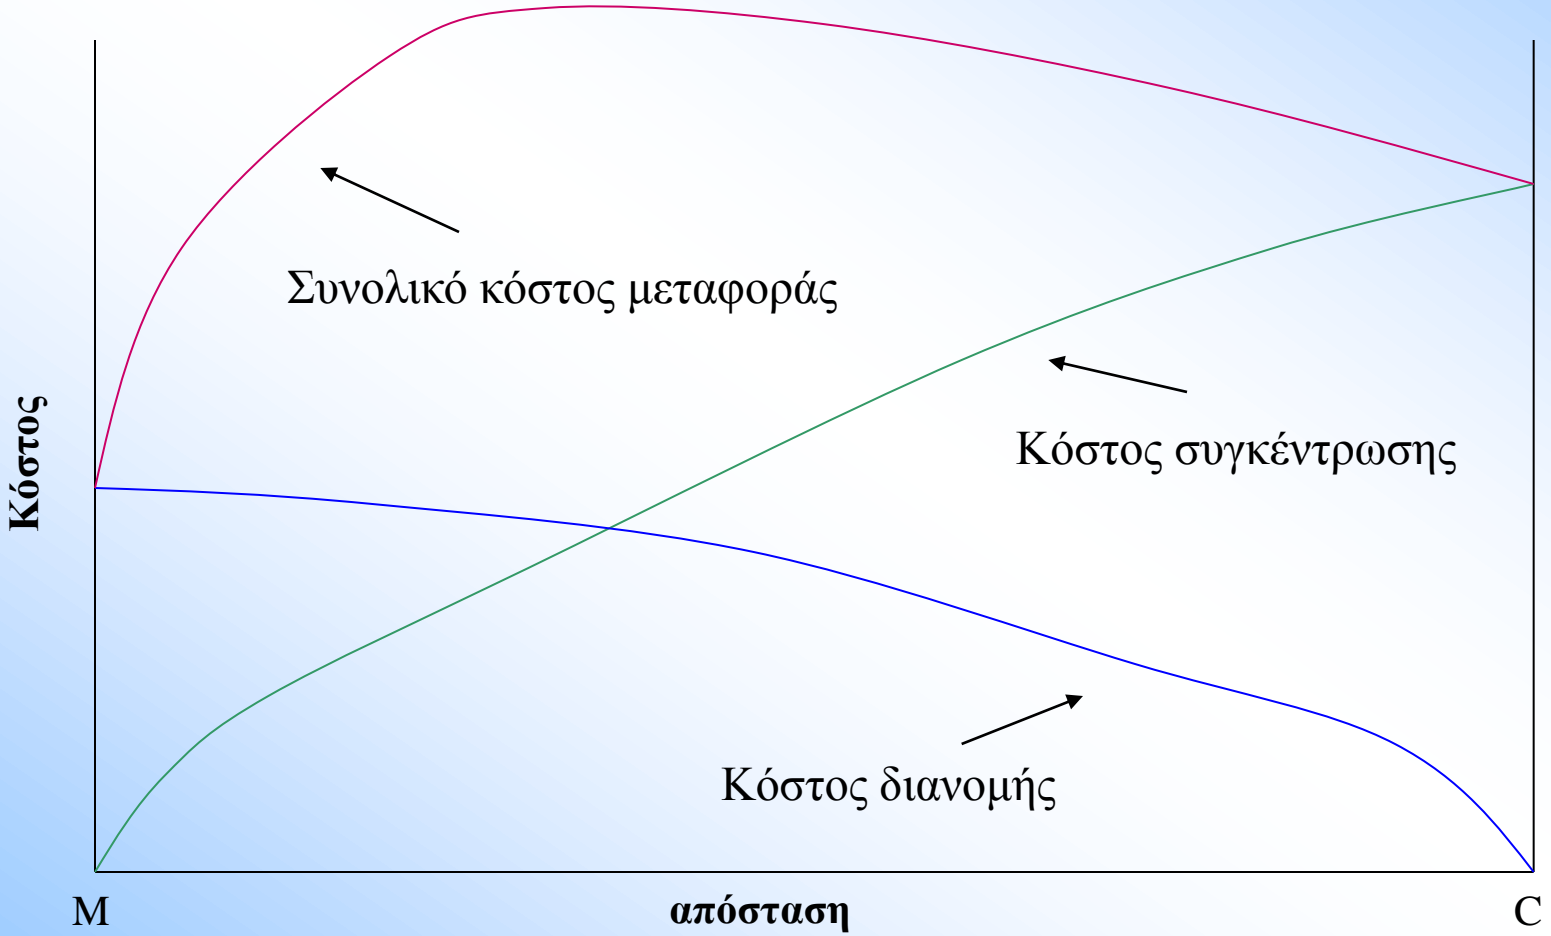 Συνολικό κόστος μεταφοράς
Κόστος
Κόστος συγκέντρωσης
Κόστος διανομής
M
απόσταση
C